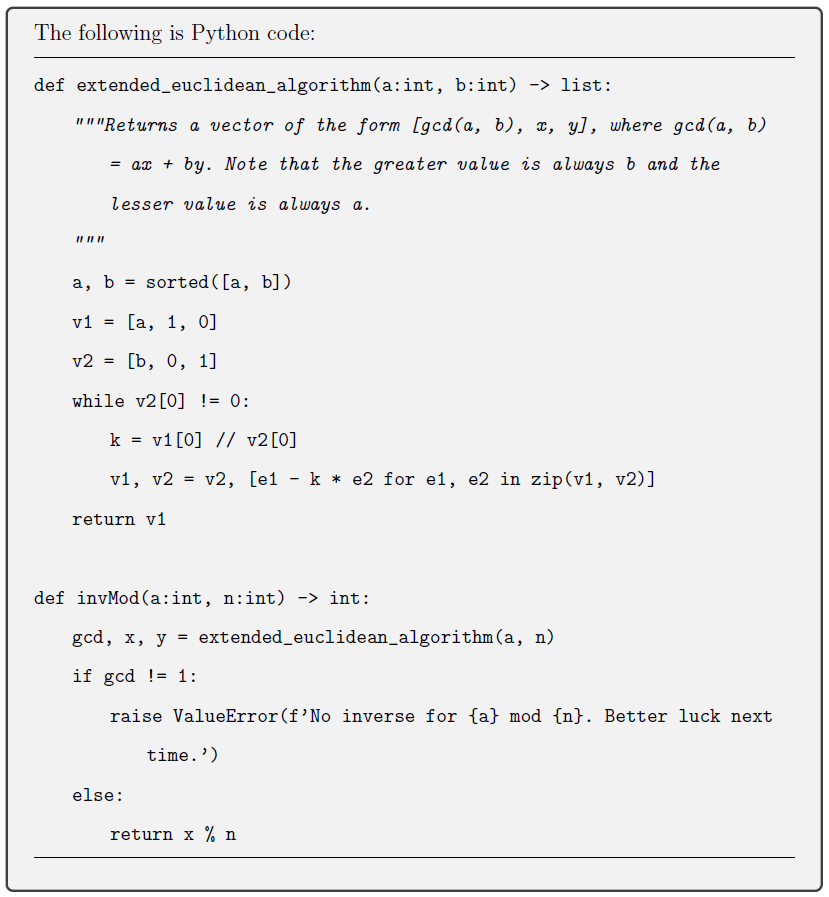 The following is Python code:
def extended_euclidean_algorithm(a:int, b:int) -> list:
"""Returns a vector of the form [gcd(a, b), x, y], where gcd(a, b)
= ax + by. Note that the greater value is always b and the
lesser value is always a.
"""
a, b = sorted([a, b])
v1 = [a, 1, 0]
v2 = [b, 0, 1]
while v2[0] != 0:
k = v1[0] // v2[0]
v1, v2 = v2, [e1 - k * e2 for e1, e2 in zip(v1, v2)]
return v1
def invMod(a:int, n:int) -> int:
gcd, x, y = extended_euclidean_algorithm(a, n)
if gcd != 1:
raise ValueError(f’No inverse for {a} mod {n}. Better luck next
time.’)
else:
return x % n